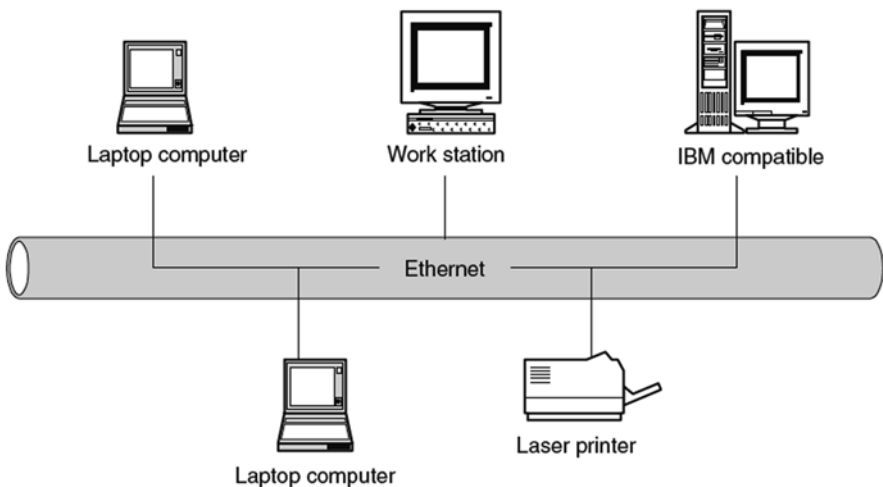 Laptop computer
Work station
IBM compatible
Ethernet
Laser printer
Laptop computer